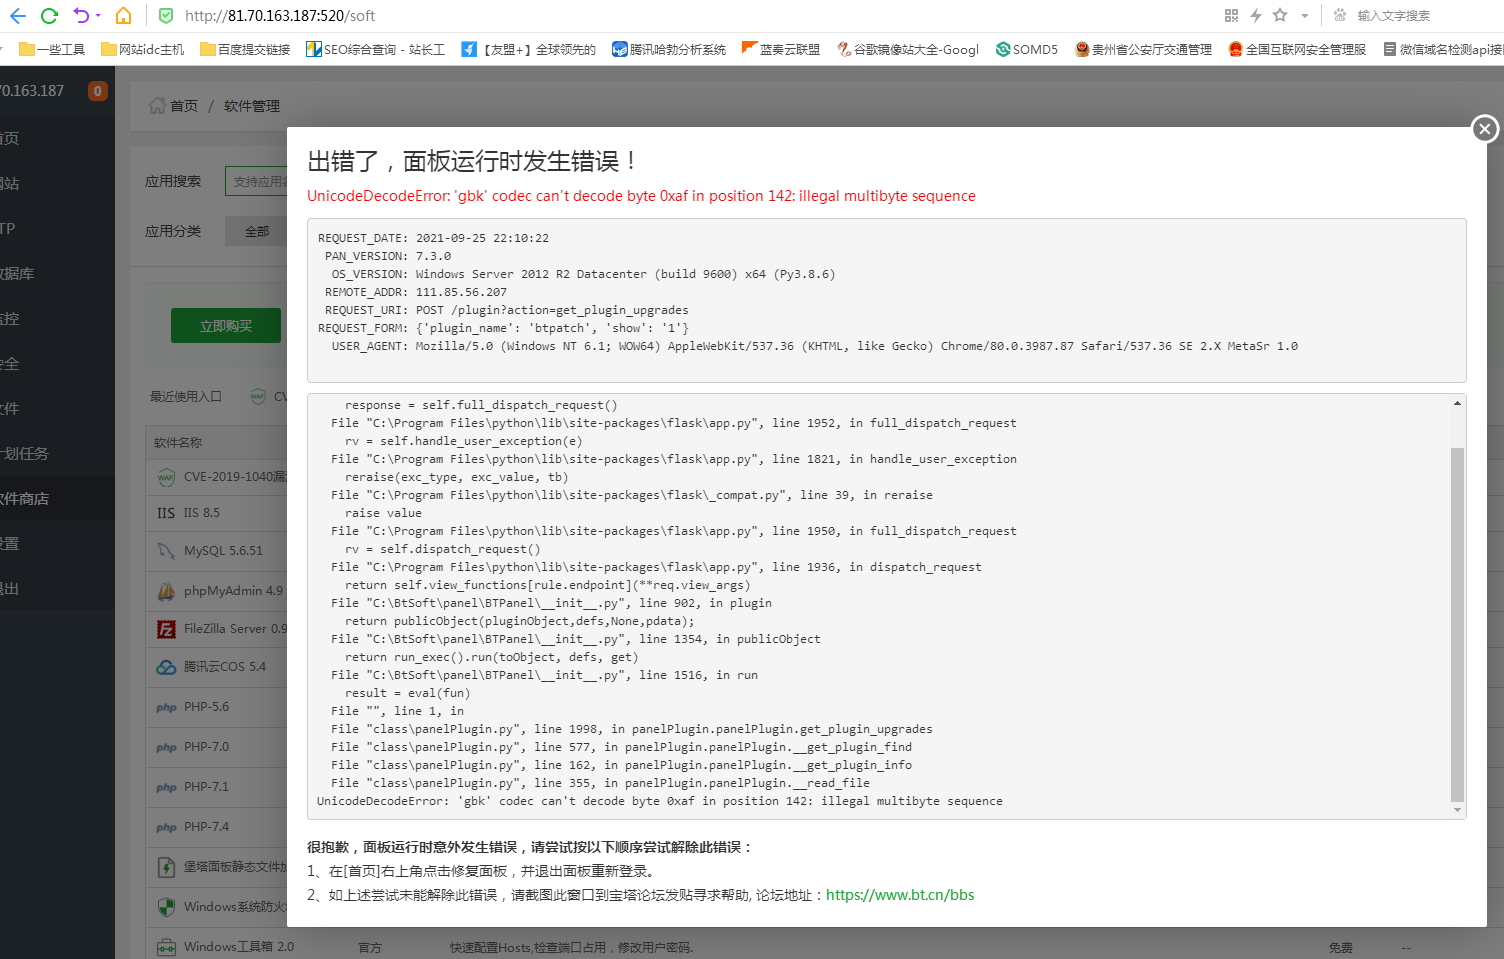 http://81.70.163.187:520/soft
输入文字搜索
一些工具
网站idc主机
百度提交链接
SEO综合查询 - 站长工
【友盟+】全球领先的
腾讯哈勃分析系统
蓝奏云联盟
谷歌镜像站大全-Googl
SOMD5
贵州省公安厅交通管理
全国互联网安全管理服
微信域名检测api接
70.163.187
0
首页
/
软件管理
首页
网站
TP
数据库
监控
安全
文件
计划任务
软件商店
设置
退出
应用搜索
支持应用名
应用分类
全部
立即购买
最近使用入口
CV
软件名称
CVE-2019-1040漏
IIS
IIS 8.5
MySQL 5.6.51
phpMyAdmin 4.9
FileZilla Server 0.9
腾讯云COS 5.4
php
PHP-5.6
php
PHP-7.0
php
PHP-7.1
php
PHP-7.4
堡塔面板静态文件加
Windows系统防火
Windows工具箱 2.0
官方
快速配置Hosts,检查端口占用，修改用户密码.
免费
--
出错了，面板运行时发生错误！
UnicodeDecodeError: 'gbk' codec can't decode byte 0xaf in position 142: illegal multibyte sequence
REQUEST_DATE: 2021-09-25 22:10:22
PAN_VERSION: 7.3.0
OS_VERSION: Windows Server 2012 R2 Datacenter (build 9600) x64 (Py3.8.6)
REMOTE_ADDR: 111.85.56.207
REQUEST_URI: POST /plugin?action=get_plugin_upgrades
REQUEST_FORM: {'plugin_name': 'btpatch', 'show': '1'}
USER_AGENT: Mozilla/5.0 (Windows NT 6.1; WOW64) AppleWebKit/537.36 (KHTML, like Gecko) Chrome/80.0.3987.87 Safari/537.36 SE 2.X MetaSr 1.0
response = self.full_dispatch_request()
File "C:\Program Files\python\lib\site-packages\flask\app.py", line 1952, in full_dispatch_request
rv = self.handle_user_exception(e)
File "C:\Program Files\python\lib\site-packages\flask\app.py", line 1821, in handle_user_exception
reraise(exc_type, exc_value, tb)
File "C:\Program Files\python\lib\site-packages\flask\_compat.py", line 39, in reraise
raise value
File "C:\Program Files\python\lib\site-packages\flask\app.py", line 1950, in full_dispatch_request
rv = self.dispatch_request()
File "C:\Program Files\python\lib\site-packages\flask\app.py", line 1936, in dispatch_request
return self.view_functions[rule.endpoint](**req.view_args)
File "C:\BtSoft\panel\BTPanel\__init__.py", line 902, in plugin
return publicObject(pluginObject,defs,None,pdata);
File "C:\BtSoft\panel\BTPanel\__init__.py", line 1354, in publicObject
return run_exec().run(toObject, defs, get)
File "C:\BtSoft\panel\BTPanel\__init__.py", line 1516, in run
result = eval(fun)
File "", line 1, in
File "class\panelPlugin.py", line 1998, in panelPlugin.panelPlugin.get_plugin_upgrades
File "class\panelPlugin.py", line 577, in panelPlugin.panelPlugin.__get_plugin_find
File "class\panelPlugin.py", line 162, in panelPlugin.panelPlugin.__get_plugin_info
File "class\panelPlugin.py", line 355, in panelPlugin.panelPlugin.__read_file
UnicodeDecodeError: 'gbk' codec can't decode byte 0xaf in position 142: illegal multibyte sequence
很抱歉，面板运行时意外发生错误，请尝试按以下顺序尝试解除此错误：
1、在[首页]右上角点击修复面板，并退出面板重新登录。
2、如上述尝试未能解除此错误，请截图此窗口到宝塔论坛发贴寻求帮助, 论坛地址：https://www.bt.cn/bbs